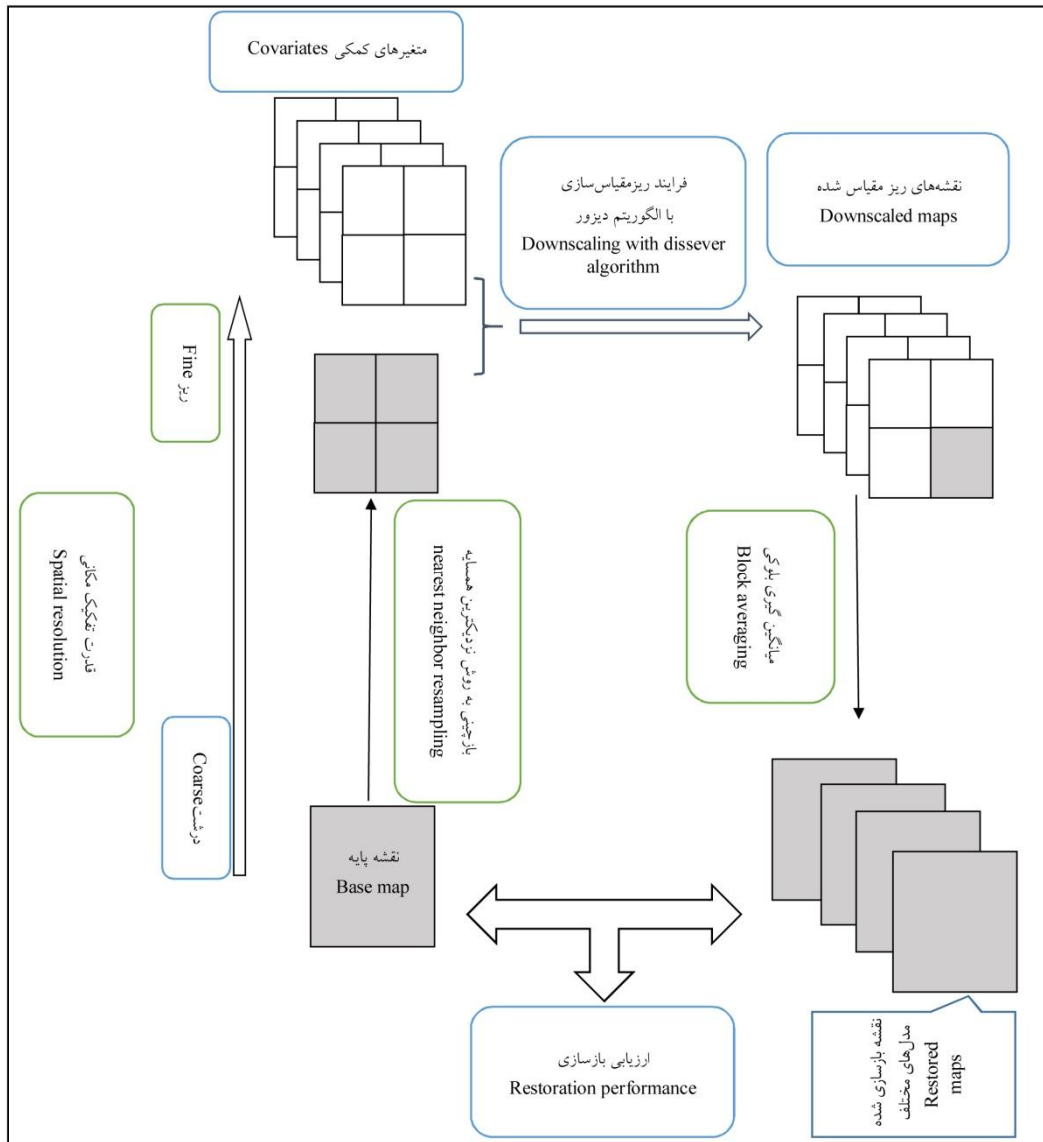 متغیرهای کمکی Covariates
فرایند ریزمقیاس‌سازی
با الگوریتم دیزور
Downscaling with dissever
algorithm
نقشه‌های ریز مقیاس شده
Downscaled maps
ریز Fine
قدرت تفکیک مکانی
Spatial resolution
درشت Coarse
بازچینی به روش نزدیکترین همسایه
nearest neighbor resampling
میانگین گیری بلوکی
Block averaging
نقشه پایه
Base map
ارزیابی بازسازی
Restoration performance
نقشه بازسازی شده
مدل‌های مختلف
Restored
maps